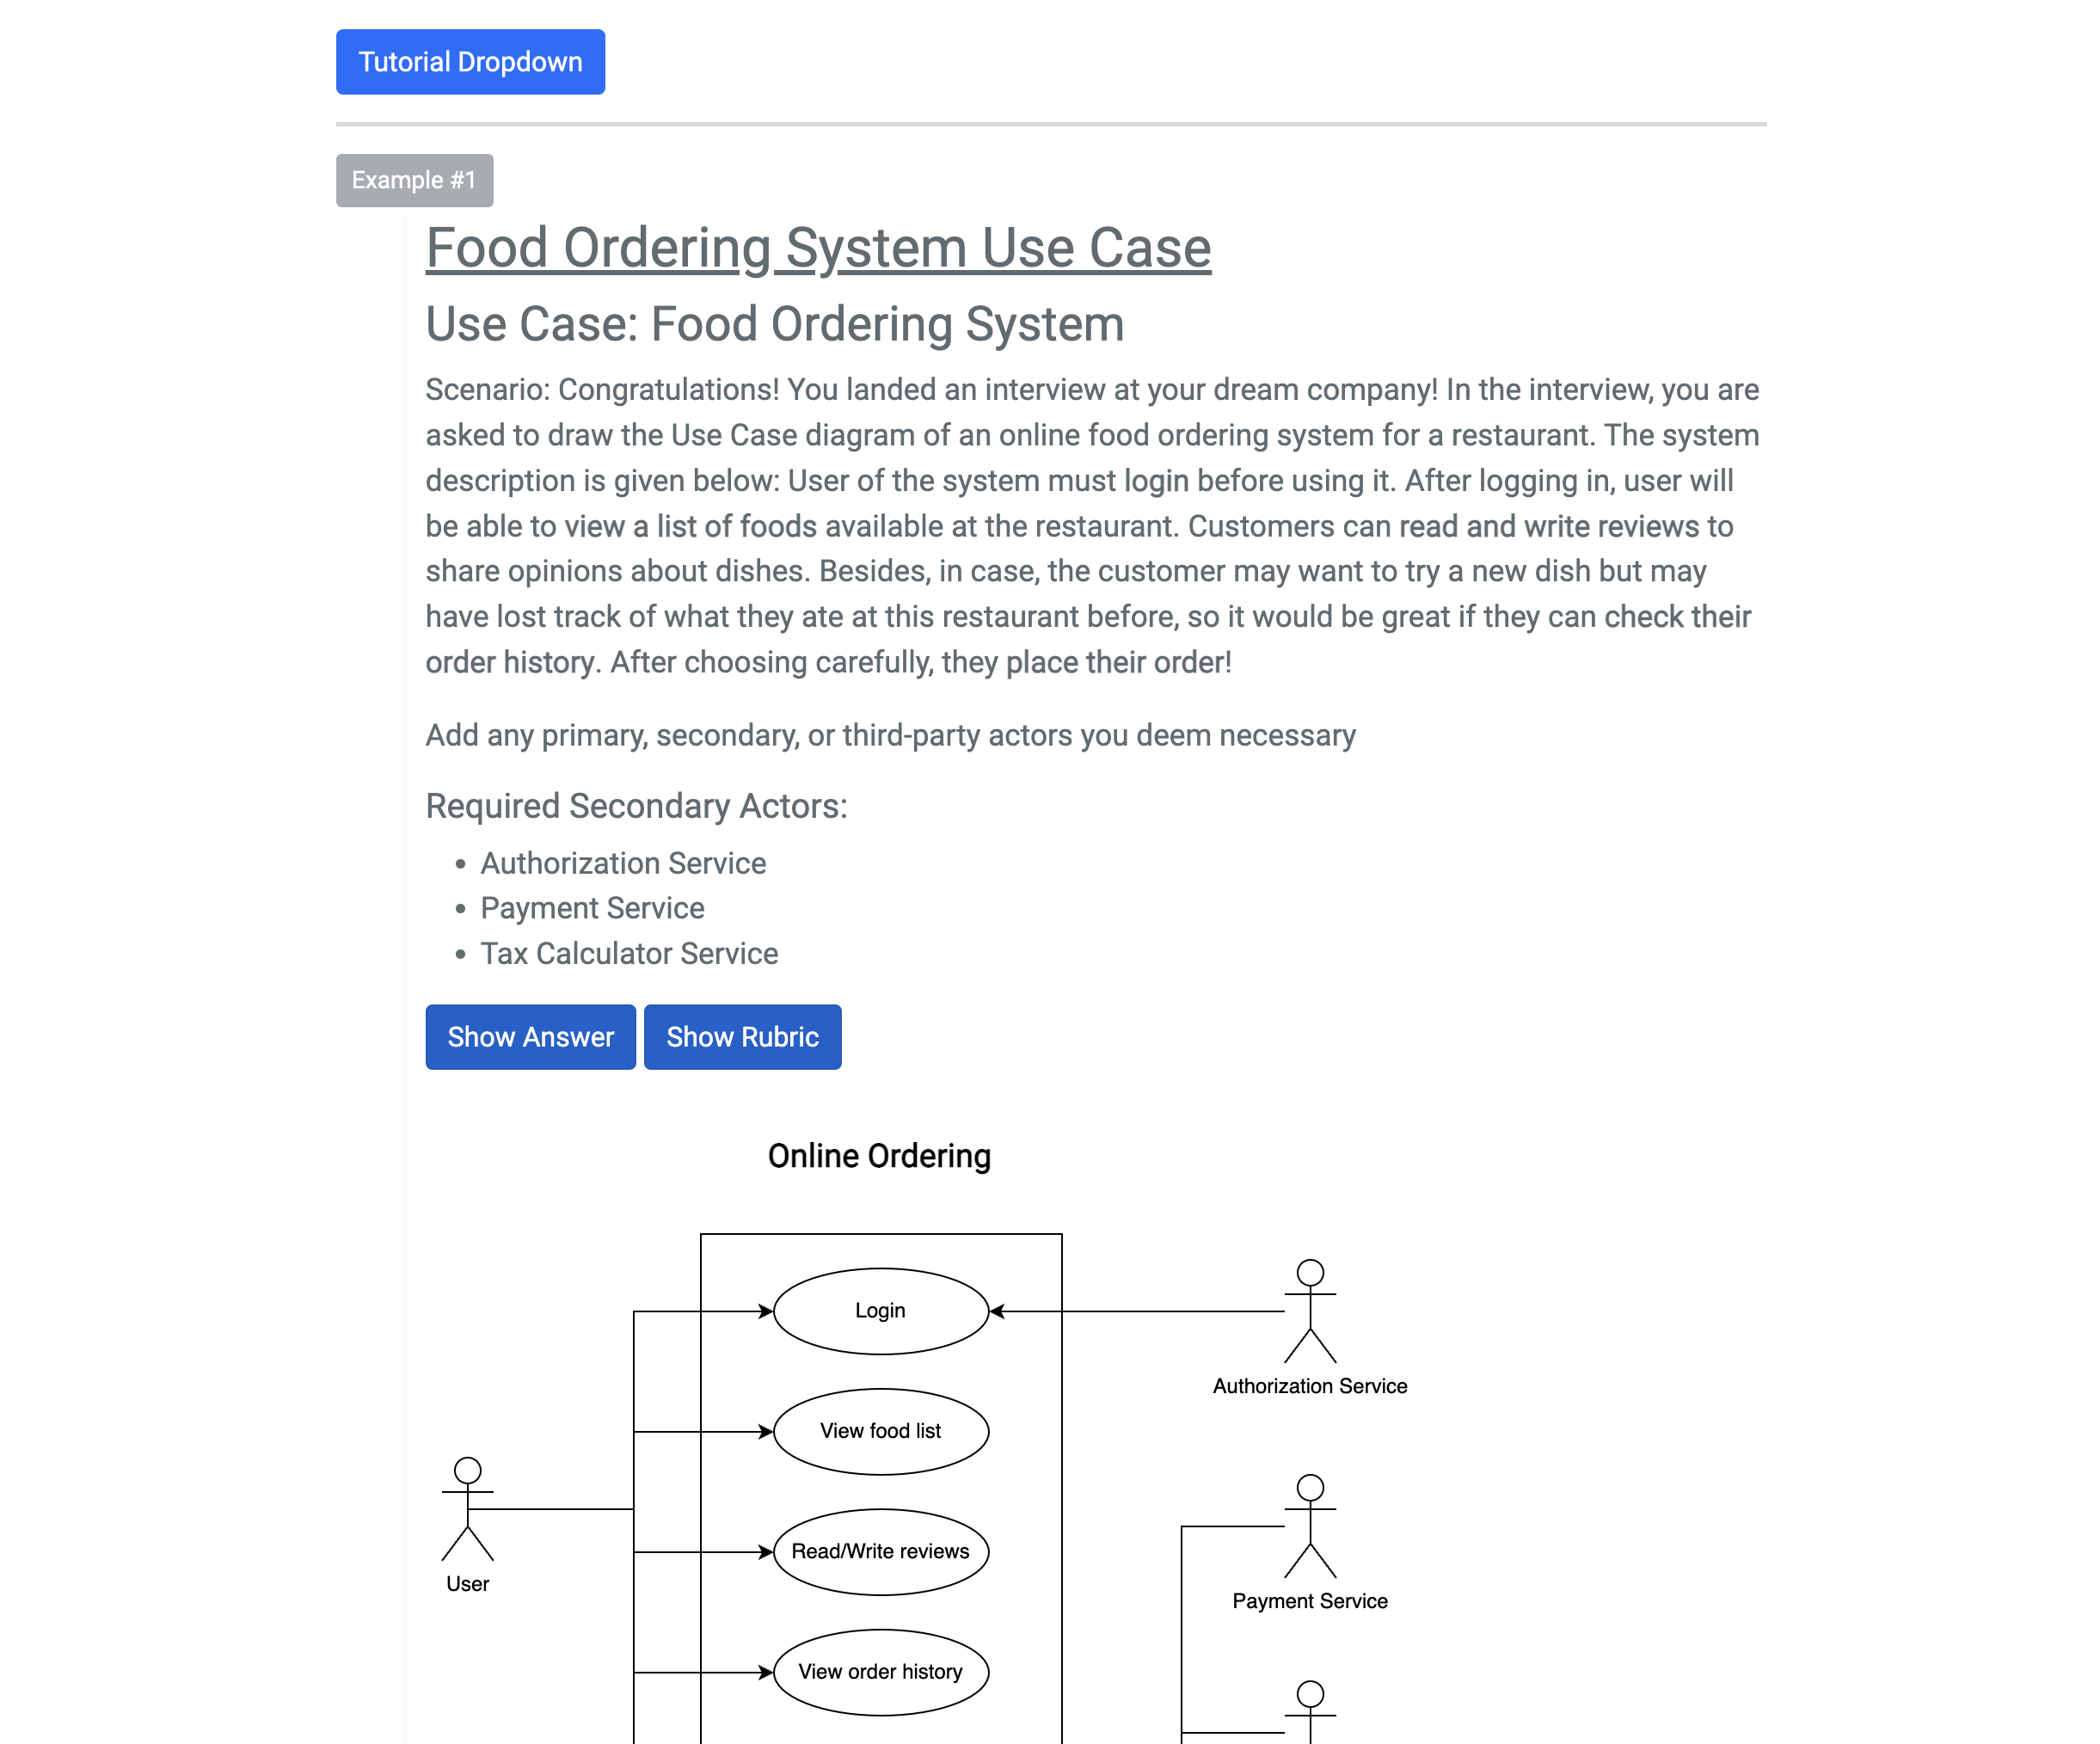 Tutorial Dropdown
Example #1
Food Ordering System Use Case
Use Case: Food Ordering System
Scenario: Congratulations! You landed an interview at your dream company! In the interview, you are
asked to draw the Use Case diagram of an online food ordering system for a restaurant. The system
description is given below: User of the system must login before using it. After logging in, user will
be able to view a list of foods available at the restaurant. Customers can read and write reviews to
share opinions about dishes. Besides, in case, the customer may want to try a new dish but may
have lost track of what they ate at this restaurant before, so it would be great if they can check their
order history. After choosing carefully, they place their order!
Add any primary, secondary, or third-party actors you deem necessary
Required Secondary Actors:
• Authorization Service
• Payment Service
• Tax Calculator Service
Show Answer
Show Rubric
Online Ordering
Login
Authorization Service
View food list
Read/Write reviews
User
Payment Service
View order history